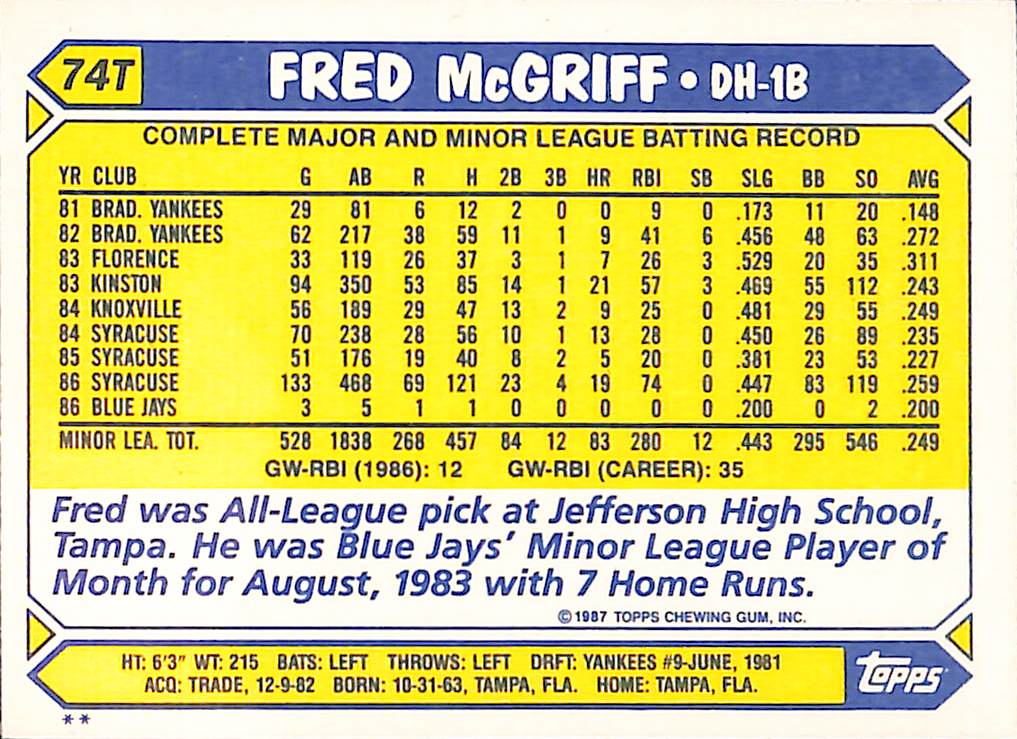 74T
FRED McGRIFF • DH-1B
COMPLETE MAJOR AND MINOR LEAGUE BATTING RECORD
YR CLUB G AB R H 2B 3B HR RBI SB SLG BB SO AVG
81 BRAD. YANKEES 29 81 6 12 2 0 0 9 0 .173 11 20 .148
82 BRAD. YANKEES 62 217 38 59 11 1 9 41 6 .456 48 63 .272
83 FLORENCE 33 119 26 37 3 1 7 26 3 .529 20 35 .311
83 KINSTON 94 350 53 85 14 1 21 57 3 .469 55 112 .243
84 KNOXVILLE 56 189 29 47 13 2 9 25 0 .481 29 55 .249
84 SYRACUSE 70 238 28 56 10 1 13 28 0 .450 26 89 .235
85 SYRACUSE 51 176 19 40 8 2 5 20 0 .381 23 53 .227
86 SYRACUSE 133 468 69 121 23 4 19 74 0 .447 83 119 .259
86 BLUE JAYS 3 5 1 1 0 0 0 0 0 .200 0 2 .200
MINOR LEA. TOT. 528 1838 268 457 84 12 83 280 12 .443 295 546 .249
GW-RBI (1986): 12 GW-RBI (CAREER): 35
Fred was All-League pick at Jefferson High School,
Tampa. He was Blue Jays' Minor League Player of
Month for August, 1983 with 7 Home Runs.
©1987 TOPPS CHEWING GUM, INC.
HT: 6'3" WT: 215 BATS: LEFT THROWS: LEFT DRFT: YANKEES #9-JUNE, 1981
ACQ: TRADE, 12-9-82 BORN: 10-31-63, TAMPA, FLA. HOME: TAMPA, FLA.
TOPPS
**